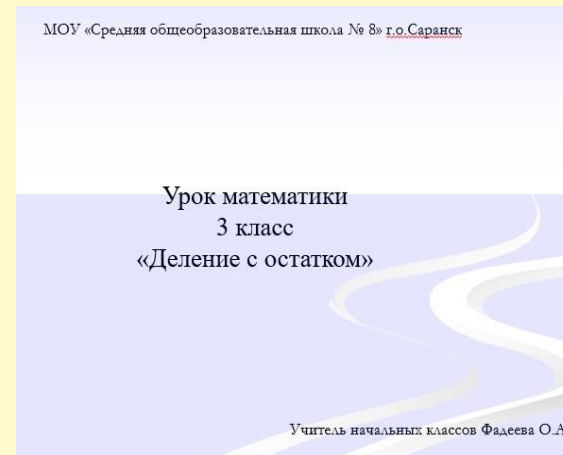 МОУ «Средняя общеобразовательная школа № 8» г.о.Саранск
Урок математики
3 класс
«Деление с остатком»
Учитель начальных классов Фадеева О.А